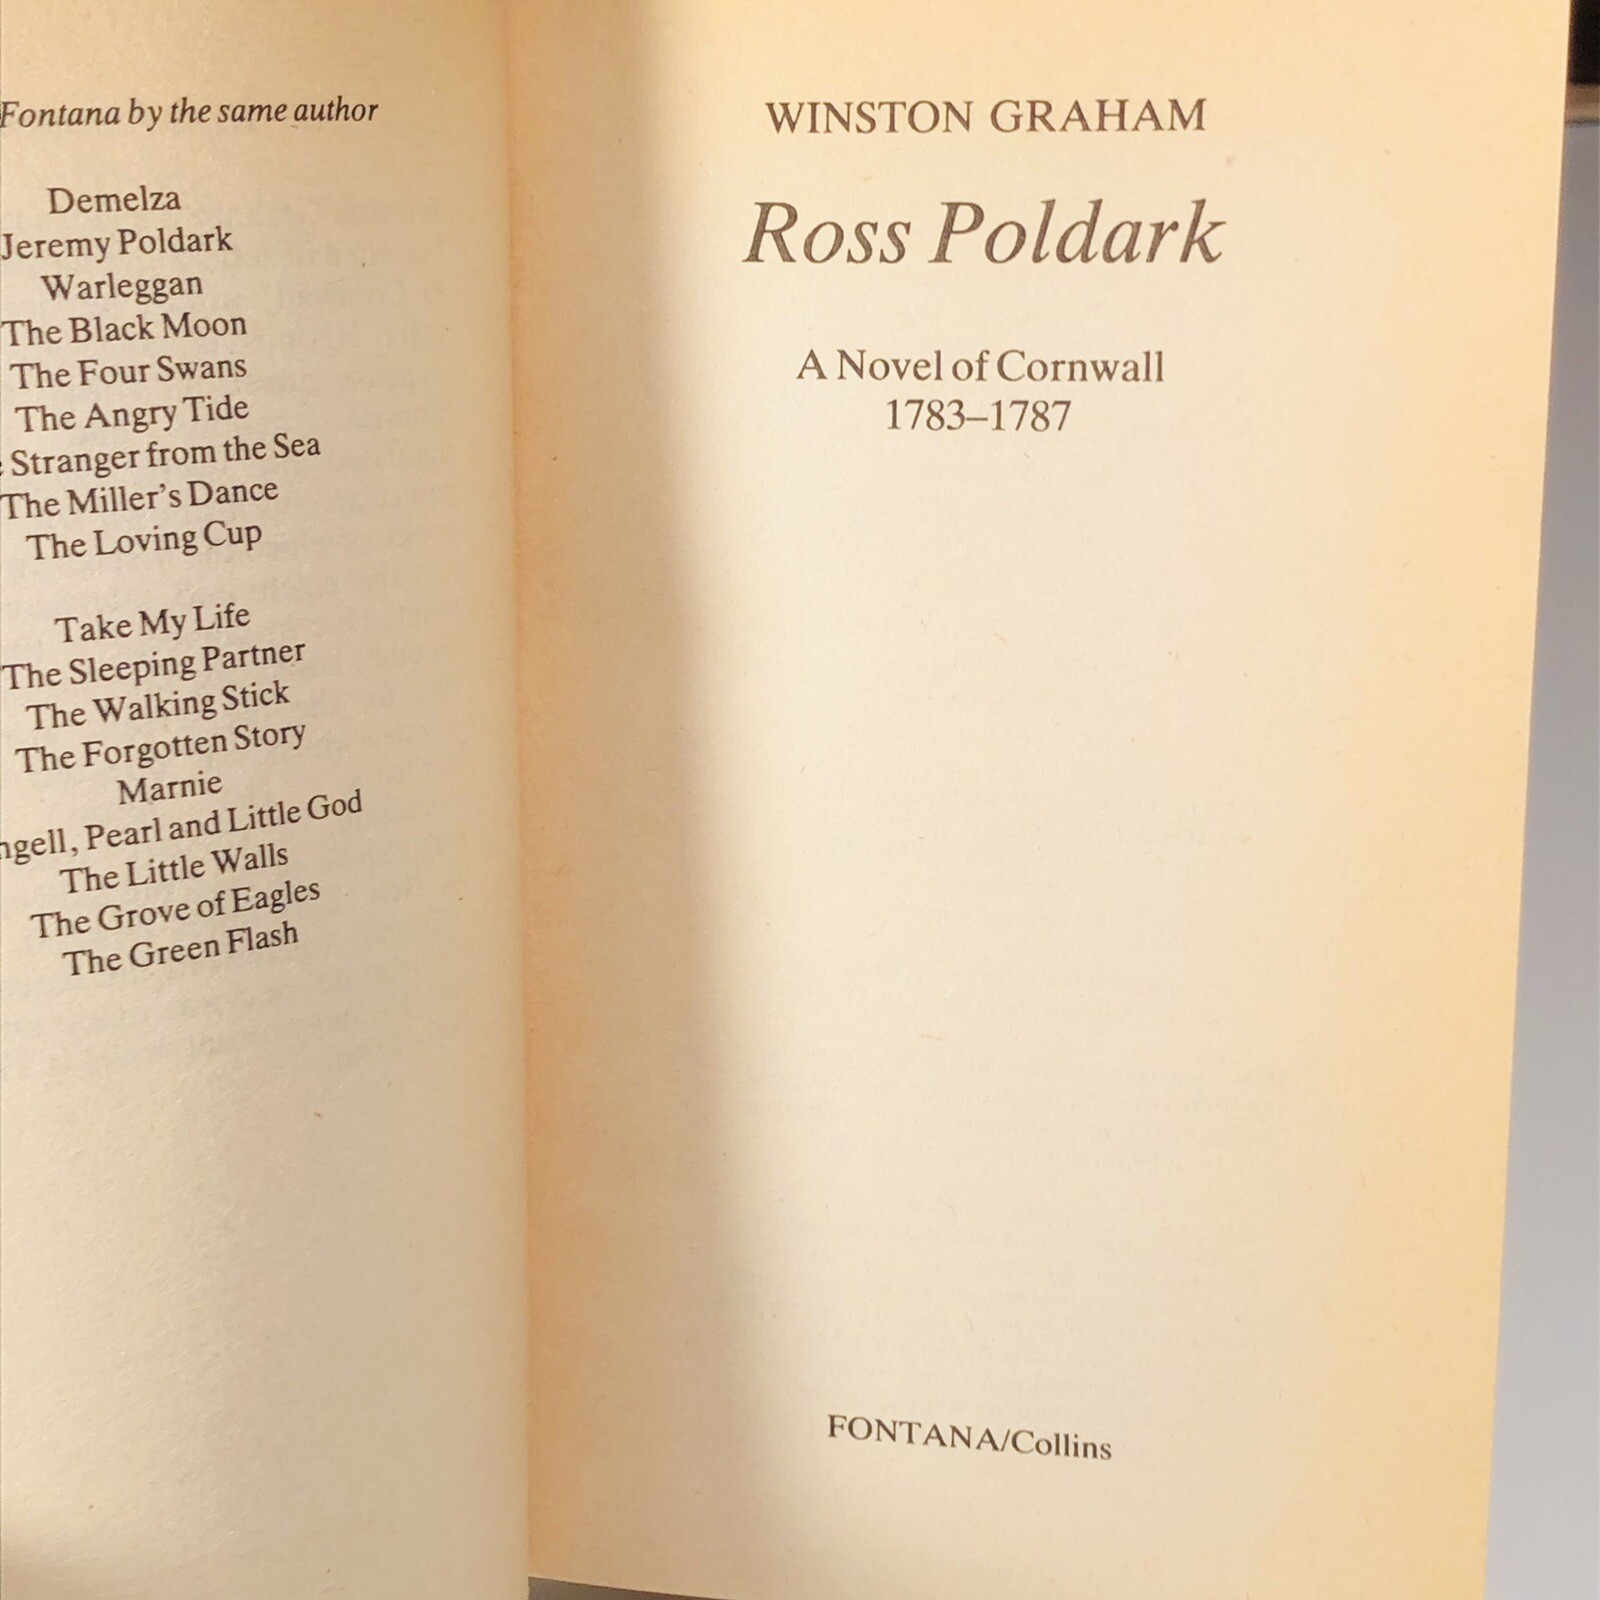 Fontana by the same author
Demelza
Jeremy Poldark
Warleggan
The Black Moon
The Four Swans
The Angry Tide
Stranger from the Sea
The Miller's Dance
The Loving Cup
Take My Life
The Sleeping Partner
The Walking Stick
The Forgotten Story
Marnie
Pearl and Little God
The Little Walls
The Grove of Eagles
The Green Flash
WINSTON GRAHAM
Ross Poldark
A Novel of Cornwall
1783–1787
FONTANA/Collins